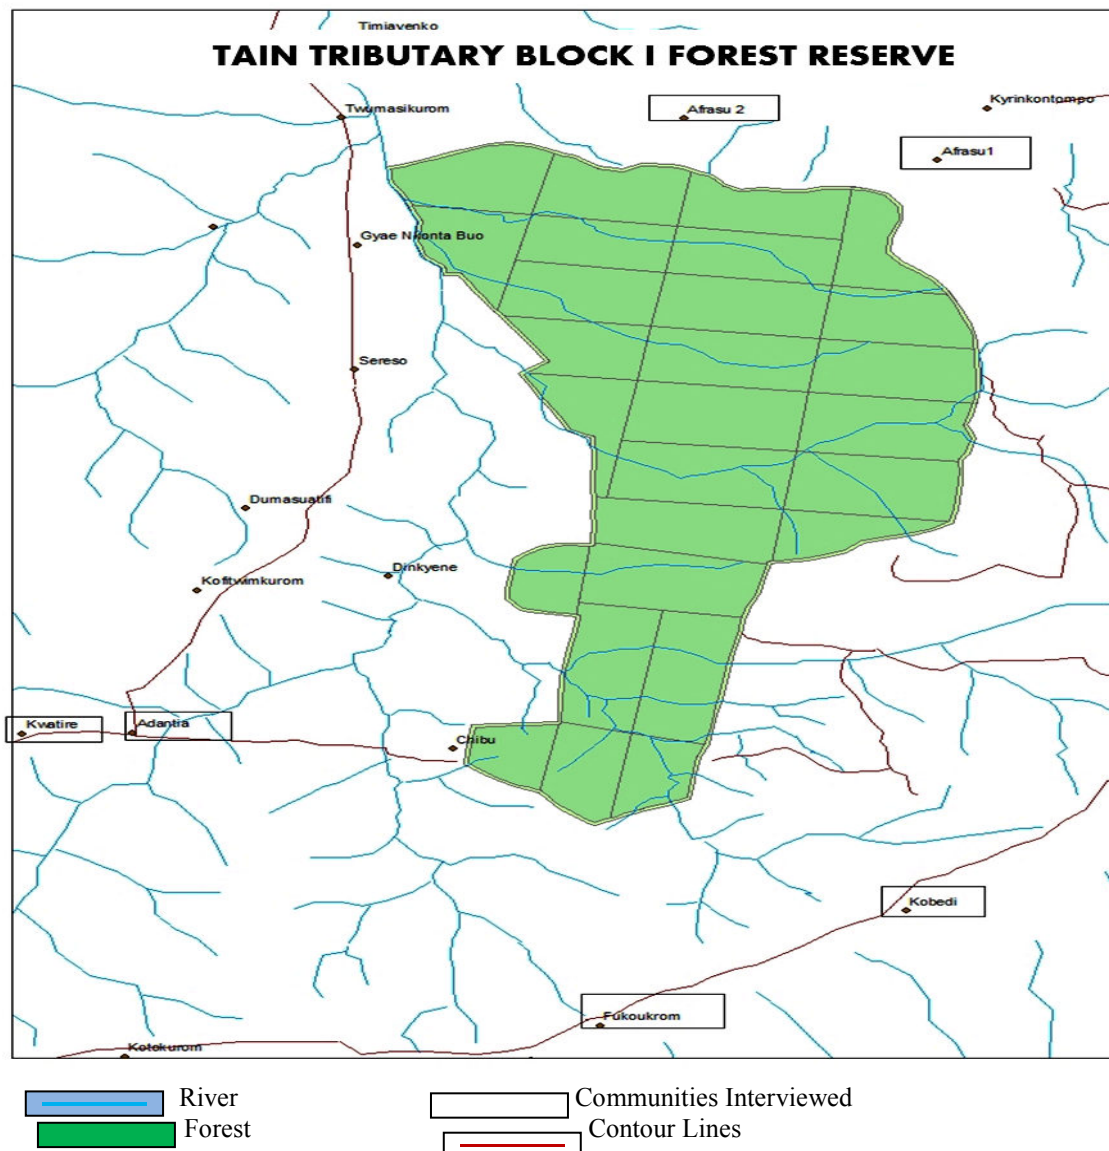 Timiavenko
TAIN TRIBUTARY BLOCK I FOREST RESERVE
Twumasikurom
Afrasu 2
Kyrinkontompo
Afrasu1
Gyae Nkonta Buo
Sereso
Dumasuatifi
Dinkyene
Kofitwimkurom
Kwatire
Adantia
Chibu
Kobedi
Fukoukrom
Kotokurom
River
Communities Interviewed
Forest
Contour Lines